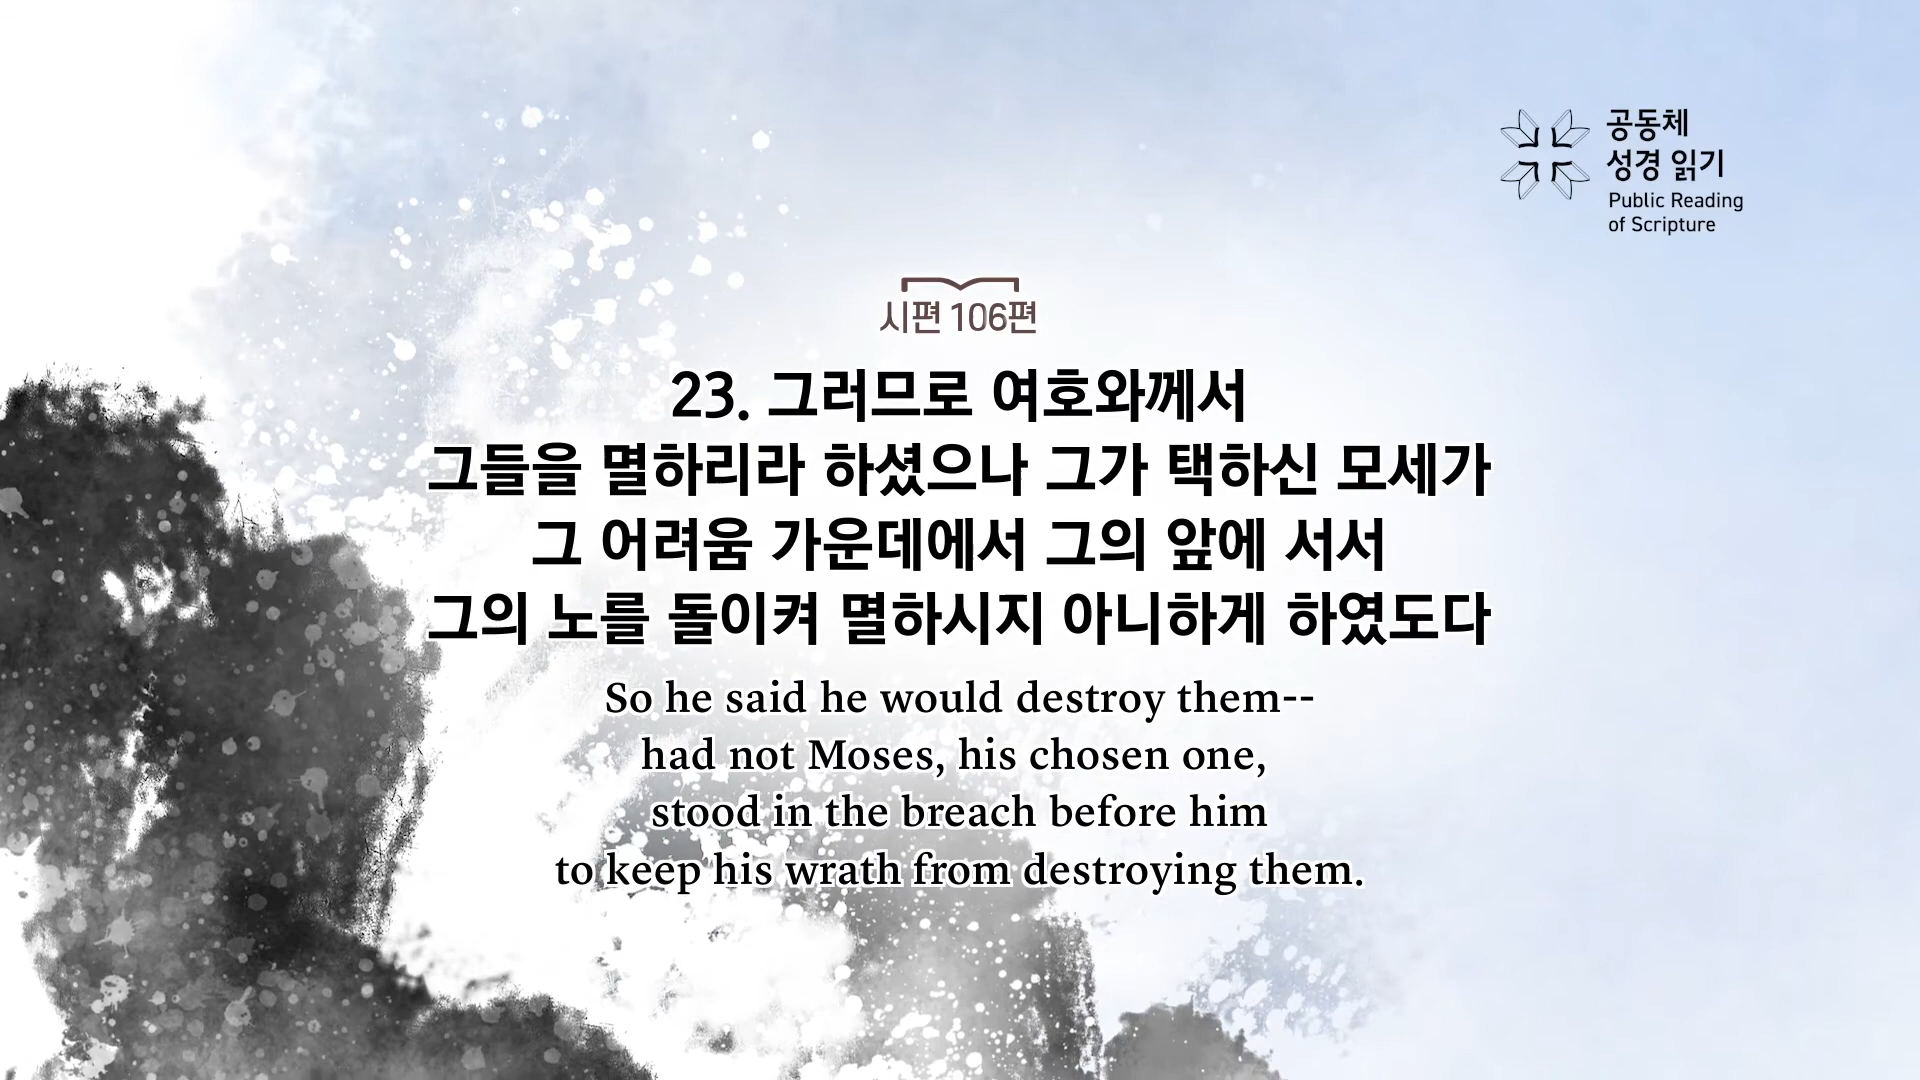 공동체
성경 읽기
Public Reading
of Scripture
시편 106편
23. 그러므로 여호와께서
그들을 멸하리라 하셨으나 그가 택하신 모세가
그 어려움 가운데에서 그의 앞에 서서
그의 노를 돌이켜 멸하시지 아니하게 하였도다
So he said he would destroy them--
had not Moses, his chosen one,
stood in the breach before him
to keep his wrath from destroying them.